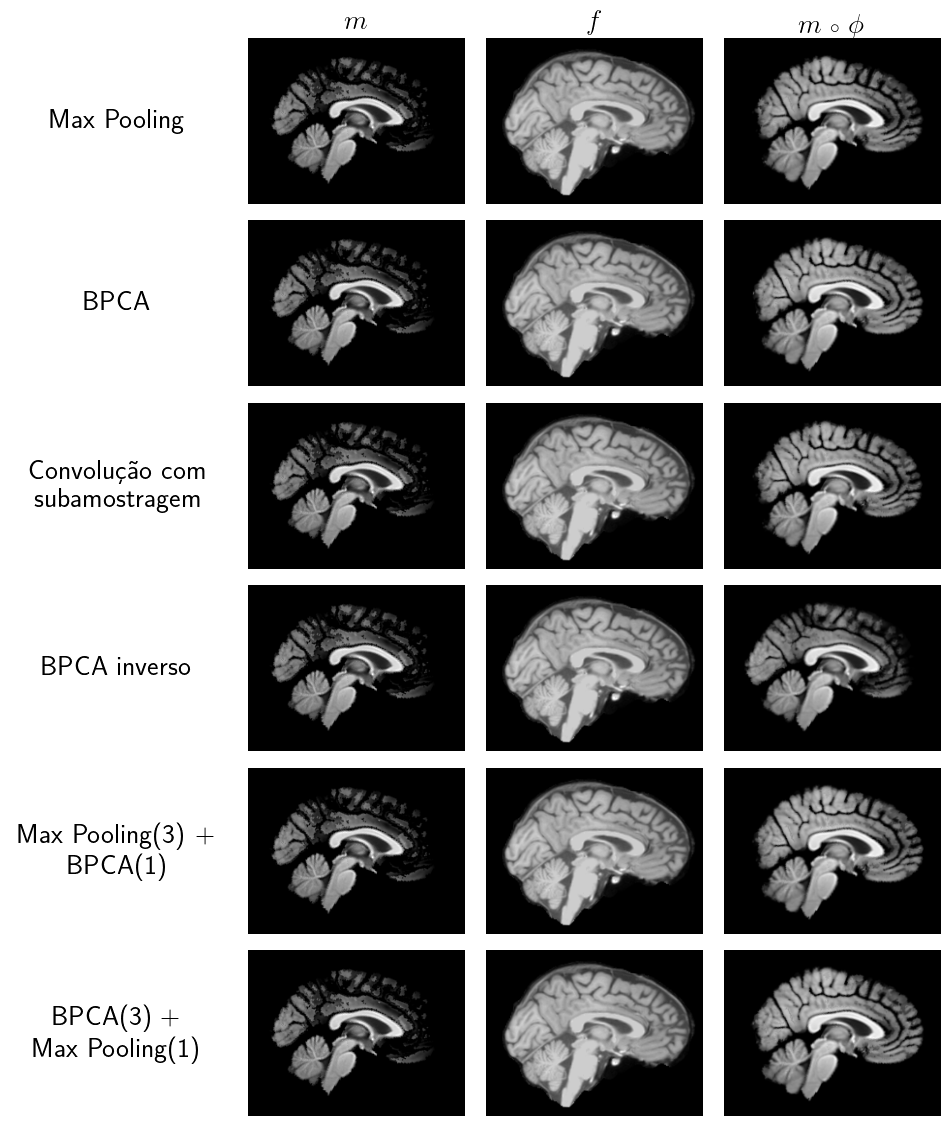 m f m ∘ ϕ
Max Pooling
BPCA
Convolução com
subamostragem
BPCA inverso
Max Pooling(3) +
BPCA(1)
BPCA(3) +
Max Pooling(1)